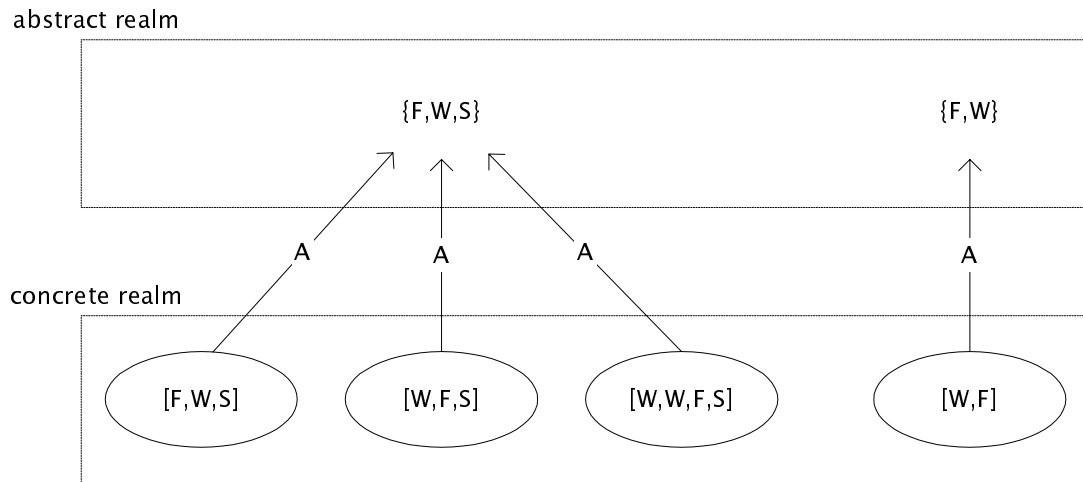 abstract realm
{F,W,S} {F,W}
A A A A
concrete realm
[F,W,S] [W,F,S] [W,W,F,S] [W,F]